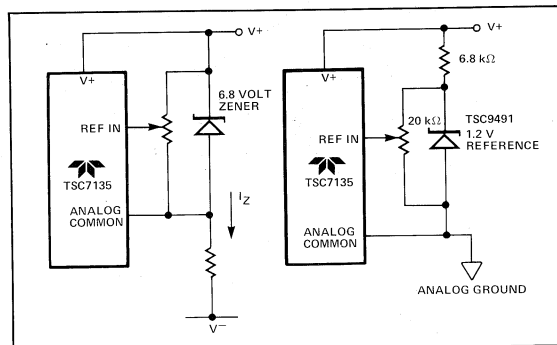 V+
V+
REF IN
TSC7135
ANALOG
COMMON
6.8 VOLT
ZENER
IZ
V−
V+
V+
6.8 kΩ
REF IN
20 kΩ
TSC9491
1.2 V
REFERENCE
TSC7135
ANALOG
COMMON
ANALOG GROUND